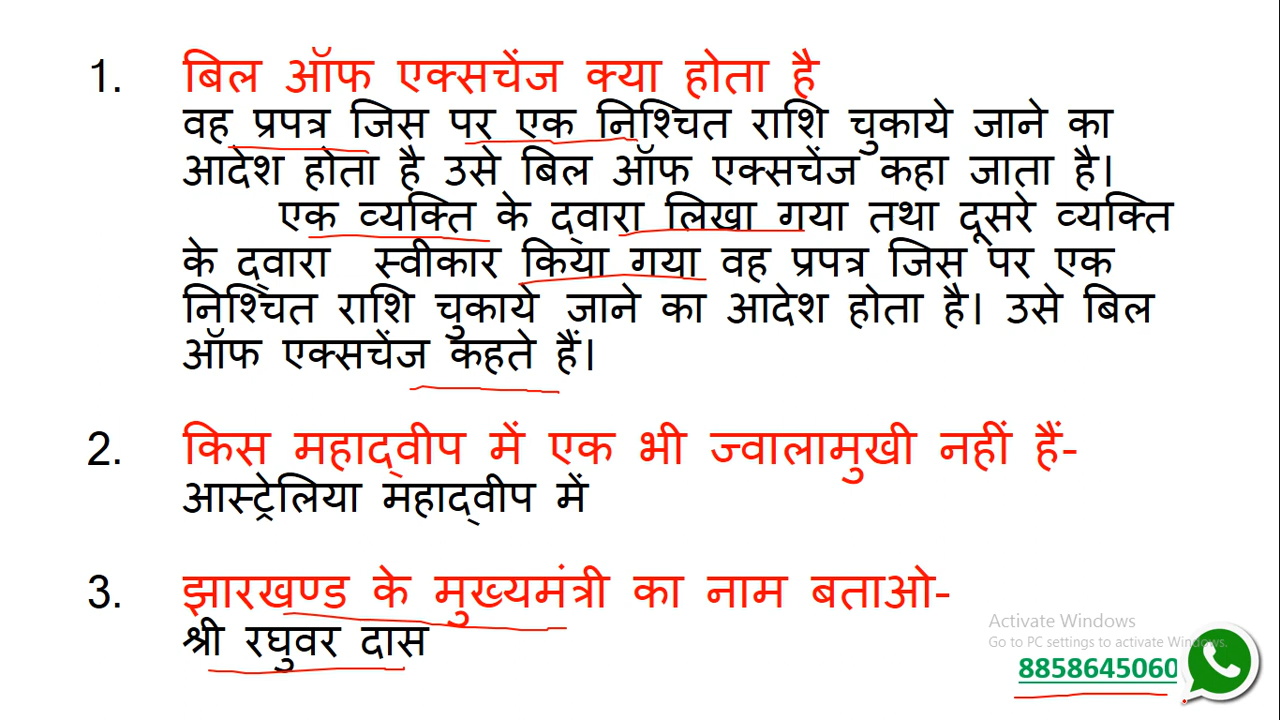 1. बिल ऑफ एक्सचेंज क्या होता है
वह प्रपत्र जिस पर एक निश्चित राशि चुकाये जाने का
आदेश होता है उसे बिल ऑफ एक्सचेंज कहा जाता है।
एक व्यक्ति के द्वारा लिखा गया तथा दूसरे व्यक्ति
के द्वारा स्वीकार किया गया वह प्रपत्र जिस पर एक
निश्चित राशि चुकाये जाने का आदेश होता है। उसे बिल
ऑफ एक्सचेंज कहते हैं।
2. किस महाद्वीप में एक भी ज्वालामुखी नहीं हैं-
आस्ट्रेलिया महाद्वीप में
3. झारखण्ड के मुख्यमंत्री का नाम बताओ-
श्री रघुवर दास
Activate Windows
Go to PC settings to activate Windows.
8858645060